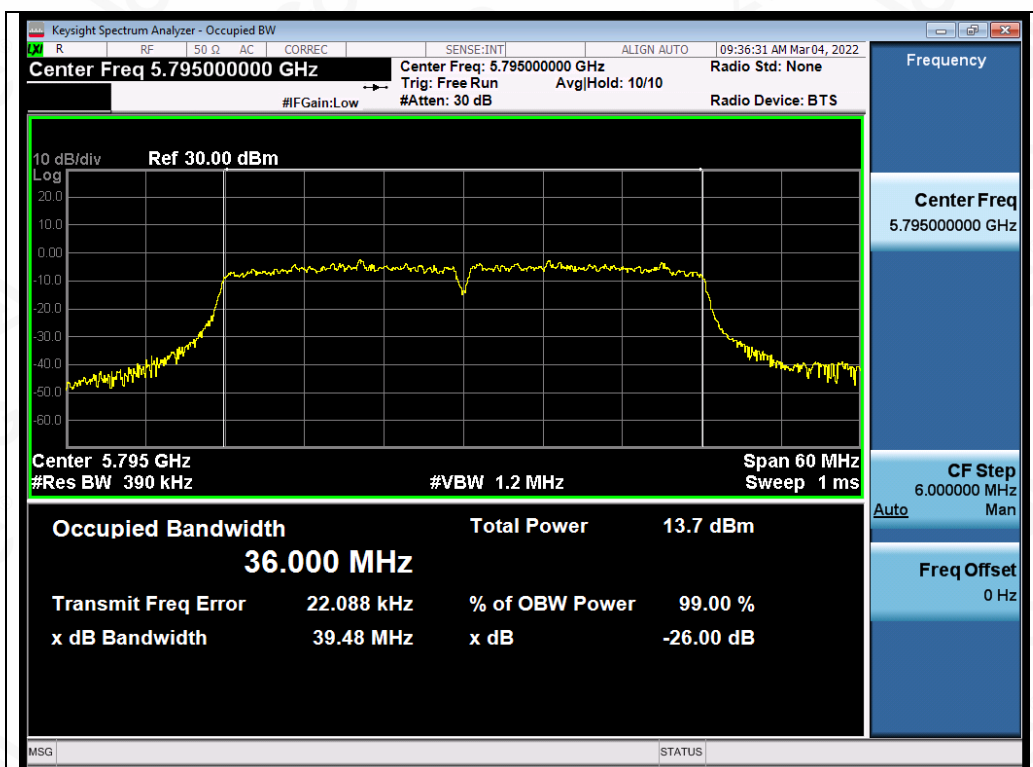 Keysight Spectrum Analyzer - Occupied BW
LXI R RF 50 Ω AC CORREC SENSE:INT ALIGN AUTO 09:36:31 AM Mar 04, 2022
Center Freq 5.795000000 GHz
Center Freq: 5.795000000 GHz
Radio Std: None
Trig: Free Run Avg|Hold: 10/10
#IFGain:Low
#Atten: 30 dB
Radio Device: BTS
10 dB/div Ref 30.00 dBm
Log
20.0
10.0
0.00
-10.0
-20.0
-30.0
-40.0
-50.0
-60.0
Center 5.795 GHz Span 60 MHz
#Res BW 390 kHz #VBW 1.2 MHz Sweep 1 ms
Occupied Bandwidth Total Power 13.7 dBm
36.000 MHz
Transmit Freq Error 22.088 kHz % of OBW Power 99.00 %
x dB Bandwidth 39.48 MHz x dB -26.00 dB
MSG STATUS
Frequency
Center Freq
5.795000000 GHz
CF Step
6.000000 MHz
Auto Man
Freq Offset
0 Hz